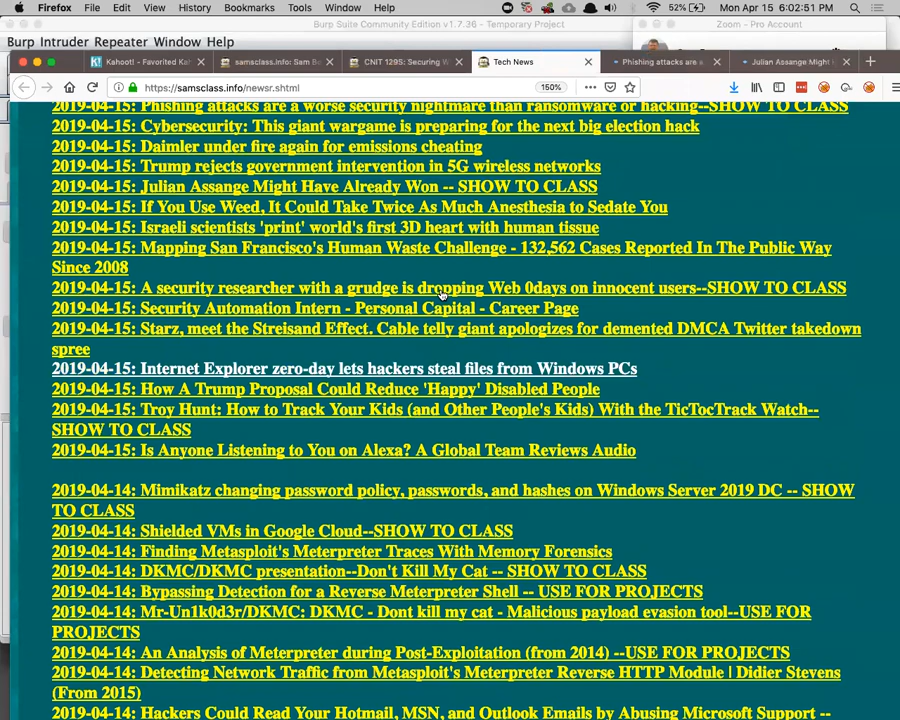 Firefox File Edit View History Bookmarks Tools Window Help 52% Mon Apr 15 6:02:51 PM
Burp Suite Community Edition v1.7.36 - Temporary Project
Zoom - Pro Account
Burp Intruder Repeater Window Help
Kahoot! - Favorited Kah
samsclass.info: Sam Bo
CNIT 129S: Securing W
Tech News
Phishing attacks are a
Julian Assange Might H
https://samsclass.info/newsr.shtml 150%
2019-04-15: Phishing attacks are a worse security nightmare than ransomware or hacking--SHOW TO CLASS
2019-04-15: Cybersecurity: This giant wargame is preparing for the next big election hack
2019-04-15: Daimler under fire again for emissions cheating
2019-04-15: Trump rejects government intervention in 5G wireless networks
2019-04-15: Julian Assange Might Have Already Won -- SHOW TO CLASS
2019-04-15: If You Use Weed, It Could Take Twice As Much Anesthesia to Sedate You
2019-04-15: Israeli scientists 'print' world's first 3D heart with human tissue
2019-04-15: Mapping San Francisco's Human Waste Challenge - 132,562 Cases Reported In The Public Way
Since 2008
2019-04-15: A security researcher with a grudge is dropping Web 0days on innocent users--SHOW TO CLASS
2019-04-15: Security Automation Intern - Personal Capital - Career Page
2019-04-15: Starz, meet the Streisand Effect. Cable telly giant apologizes for demented DMCA Twitter takedown
spree
2019-04-15: Internet Explorer zero-day lets hackers steal files from Windows PCs
2019-04-15: How A Trump Proposal Could Reduce 'Happy' Disabled People
2019-04-15: Troy Hunt: How to Track Your Kids (and Other People's Kids) With the TicTocTrack Watch--
SHOW TO CLASS
2019-04-15: Is Anyone Listening to You on Alexa? A Global Team Reviews Audio
2019-04-14: Mimikatz changing password policy, passwords, and hashes on Windows Server 2019 DC -- SHOW
TO CLASS
2019-04-14: Shielded VMs in Google Cloud--SHOW TO CLASS
2019-04-14: Finding Metasploit's Meterpreter Traces With Memory Forensics
2019-04-14: DKMC/DKMC presentation--Don't Kill My Cat -- SHOW TO CLASS
2019-04-14: Bypassing Detection for a Reverse Meterpreter Shell -- USE FOR PROJECTS
2019-04-14: Mr-Un1k0d3r/DKMC: DKMC - Dont kill my cat - Malicious payload evasion tool--USE FOR
PROJECTS
2019-04-14: An Analysis of Meterpreter during Post-Exploitation (from 2014) --USE FOR PROJECTS
2019-04-14: Detecting Network Traffic from Metasploit's Meterpreter Reverse HTTP Module | Didier Stevens
(From 2015)
2019-04-14: Hackers Could Read Your Hotmail, MSN, and Outlook Emails by Abusing Microsoft Support --